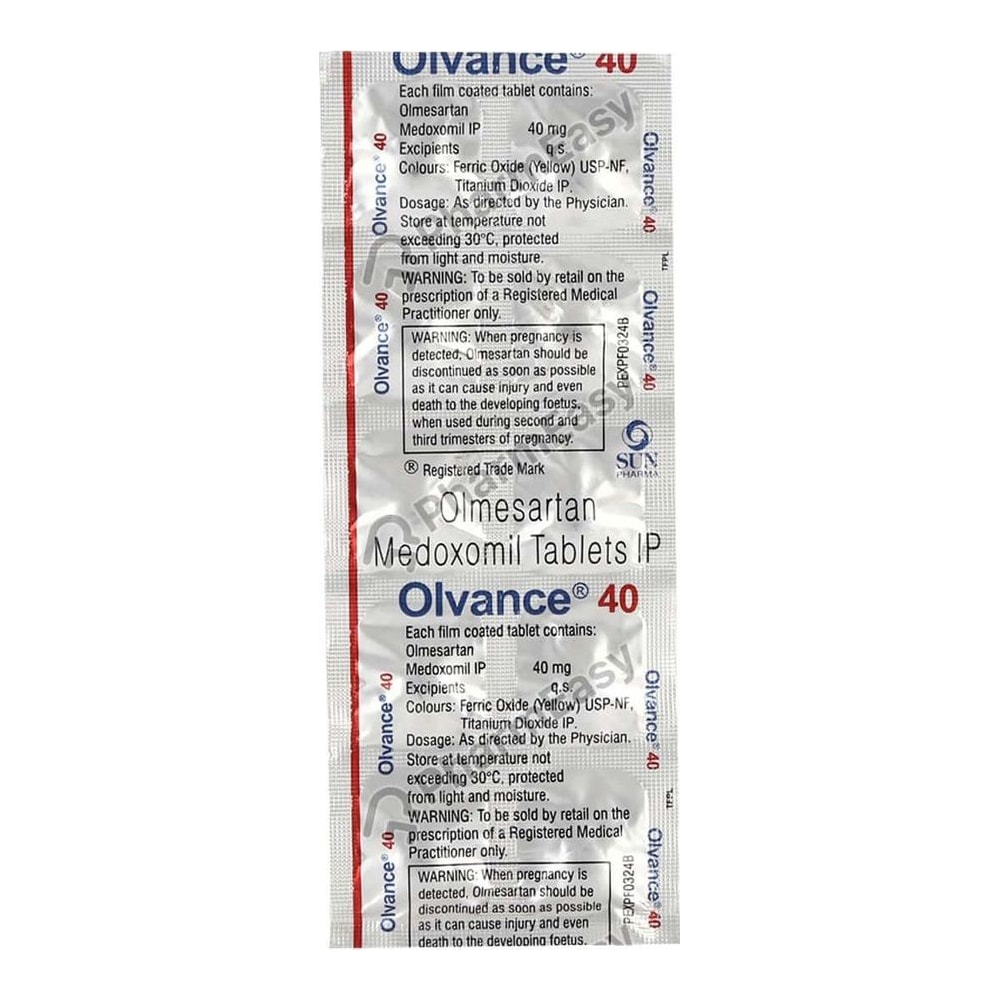 Olvance® 40
Each film coated tablet contains:
Olmesartan
Medoxomil IP 40 mg
Excipients q.s.
Colours: Ferric Oxide (Yellow) USP-NF,
Titanium Dioxide IP.
Dosage: As directed by the Physician.
Store at temperature not
exceeding 30°C, protected
from light and moisture.
WARNING: To be sold by retail on the
prescription of a Registered Medical
Practitioner only.
WARNING: When pregnancy is
detected, Olmesartan should be
discontinued as soon as possible
as it can cause injury and even
death to the developing foetus,
when used during second and
third trimesters of pregnancy.
® Registered Trade Mark
Olvance® 40
Olvance® 40
Olvance® 40
Olvance® 40
TFPL
PEXPF0324B
SUN
PHARMA
Olmesartan
Medoxomil Tablets IP
Olvance® 40
Each film coated tablet contains:
Olmesartan
Medoxomil IP 40 mg
Excipients q.s.
Colours: Ferric Oxide (Yellow) USP-NF,
Titanium Dioxide IP.
Dosage: As directed by the Physician.
Store at temperature not
exceeding 30°C, protected
from light and moisture.
WARNING: To be sold by retail on the
prescription of a Registered Medical
Practitioner only.
WARNING: When pregnancy is
detected, Olmesartan should be
discontinued as soon as possible
as it can cause injury and even
death to the developing foetus,
Olvance® 40
Olvance® 40
Olvance® 40
Olvance® 40
TFPL
PEXPF0324B
PharmEasy
PharmEasy
PharmEasy